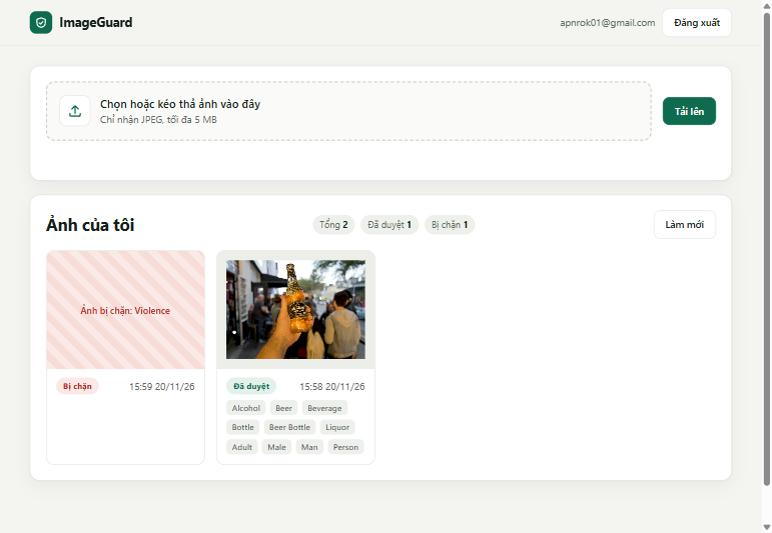 ImageGuard
apnrok01@gmail.com
Đăng xuất
Chọn hoặc kéo thả ảnh vào đây
Chỉ nhận JPEG, tối đa 5 MB
Tải lên
Ảnh của tôi
Tổng 2
Đã duyệt 1
Bị chặn 1
Làm mới
Ảnh bị chặn: Violence
Bị chặn
15:59 20/11/26
Đã duyệt
15:58 20/11/26
Alcohol
Beer
Beverage
Bottle
Beer Bottle
Liquor
Adult
Male
Man
Person